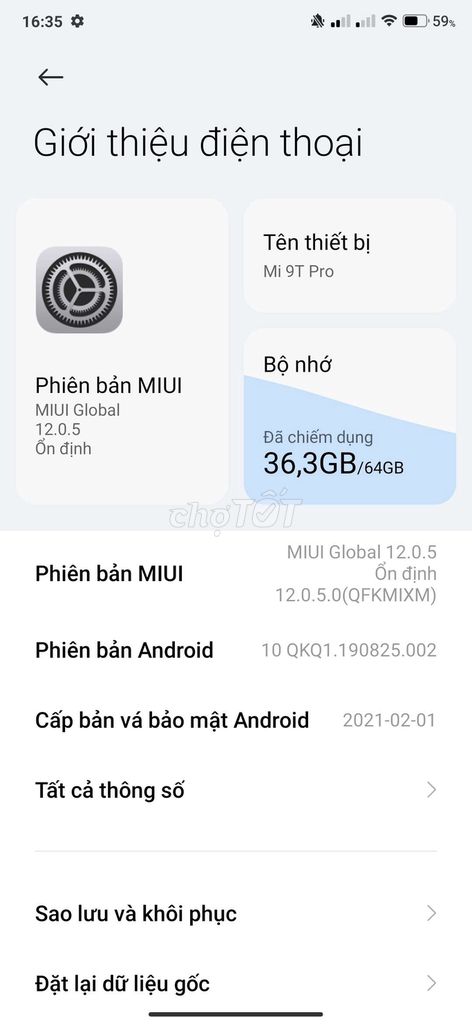 16:35
59%
Giới thiệu điện thoại
Phiên bản MIUI
MIUI Global
12.0.5
Ổn định
Tên thiết bị
Mi 9T Pro
Bộ nhớ
Đã chiếm dụng
36,3GB/64GB
chợTỐT
Phiên bản MIUI
MIUI Global 12.0.5
Ổn định
12.0.5.0(QFKMIXM)
Phiên bản Android
10 QKQ1.190825.002
Cấp bản vá bảo mật Android
2021-02-01
Tất cả thông số
Sao lưu và khôi phục
Đặt lại dữ liệu gốc